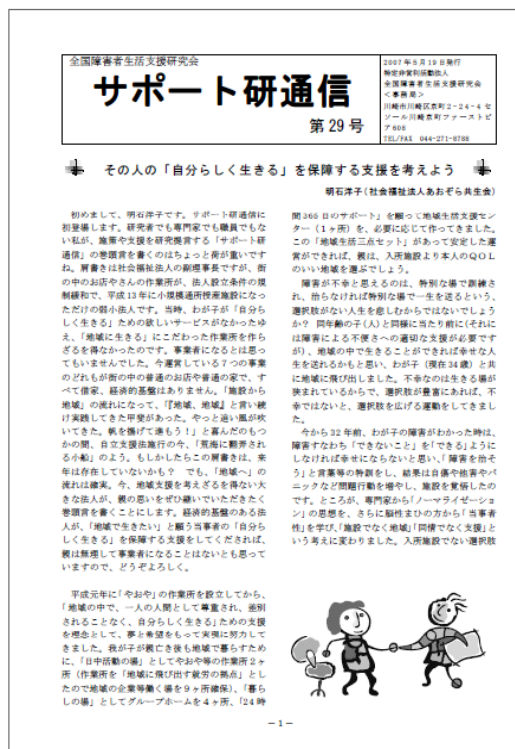 全国障害者生活支援研究会
サポート研通信
第29号
2007年5月19日発行
特定非営利活動法人
全国障害者生活支援研究会
<事務局>
川崎市川崎区京町2-24-4セ
ソール川崎京町ファーストピ
ア606
TEL/FAX 044-271-8788
その人の「自分らしく生きる」を保障する支援を考えよう
明石洋子(社会福祉法人あおぞら共生会)
初めまして、明石洋子です。サポート研通信に
初登場します。研究者でも専門家でも職員でもな
い私が、施策や支援を研究提言する「サポート研
通信」の巻頭言を書くのはちょっと荷が重いです
ね。肩書きは社会福祉法人の副理事長ですが、街
の中のお店やさんの作業所が、法人設立条件の規
制緩和で、平成13年に小規模通所授産施設になっ
ただけの弱小法人です。当時、わが子が「自分ら
しく生きる」ための欲しいサービスがなかったゆ
え、「地域に生きる」にこだわった作業所を作ら
ざるを得なかったのです。事業者になるとは思っ
てもいませんでした。今運営している7つの事業
のどれもが街の中の普通のお店や普通の家で、す
べて借家、経済的基盤はありません。「施設から
地域」の流れになって、『地域、地域』と言い続
け実践してきた甲斐があった。やっと追い風が吹
いてきた。帆を揚げて進もう!」と喜んだのもつ
かの間、自立支援法施行の今、「荒海に翻弄され
る小船」のよう。もしかしたらこの肩書きは、来
年は存在していないかも? でも、「地域へ」の
流れは確実。今、地域支援を考えざるを得ない大
きな法人が、親の思いをぜひ継いでいただきたく
巻頭言を書くことにします。経済的基盤のある法
人が、「地域で生きたい」と願う当事者の「自分ら
しく生きる」を保障する支援をしてくだされば、
親は無理して事業者になることはないとも思って
いますので、どうぞよろしく。
平成元年に「やおや」の作業所を設立してから、
「地域の中で、一人の人間として尊重され、差別
されることなく、自分らしく生きる」ための支援
を理念として、夢と希望をもって実現に努力して
きました。我が子が親亡き後も地域で暮らすため
に、「日中活動の場」としてやおや等の作業所2ヶ
所(作業所を「地域に飛び出す就労の拠点」とし
たので地域の企業等働く場を9ヶ所確保)、「暮ら
しの場」としてグループホームを4ヶ所、「24時
間365日のサポート」を願って地域生活支援セン
ター(1ヶ所)を、必要に応じて作ってきました。
この「地域生活三点セット」があって安定した運
営ができれば、親は、入所施設より本人のQOL
のいい地域を選ぶでしょう。
障害が不幸と思えるのは、特別な場で訓練さ
れ、治らなければ特別な場で一生を送るという、
選択肢がない人生を悲しむからではないでしょう
か? 同年齢の子(人)と同様に当たり前に(それに
は障害による不便さへの適切な支援が必要です
が)、地域の中で生きることができれば幸せな人
生を送れるかもと思い、わが子(現在34歳)と共
に地域に飛び出しました。不幸なのは生きる場が
狭まれているからで、選択肢が豊富にあれば、不
幸ではないと、選択肢を広げる運動をしてきまし
た。
今から32年前、わが子の障害がわかった時は、
障害すなわち「できないこと」を「できる」ように
しなければ幸せにならないと思い、「障害を治そ
う」と言葉等の特訓をし、結果は自傷や他害やパ
ニックなど問題行動を増やし、施設を覚悟したの
です。ところが、専門家から「ノーマライゼーショ
ン」の思想を、さらに脳性まひの方から「当事者
性」を学び、「施設でなく地域」「同情でなく支援」と
いう考えに変わりました。入所施設でない選択肢
-1-